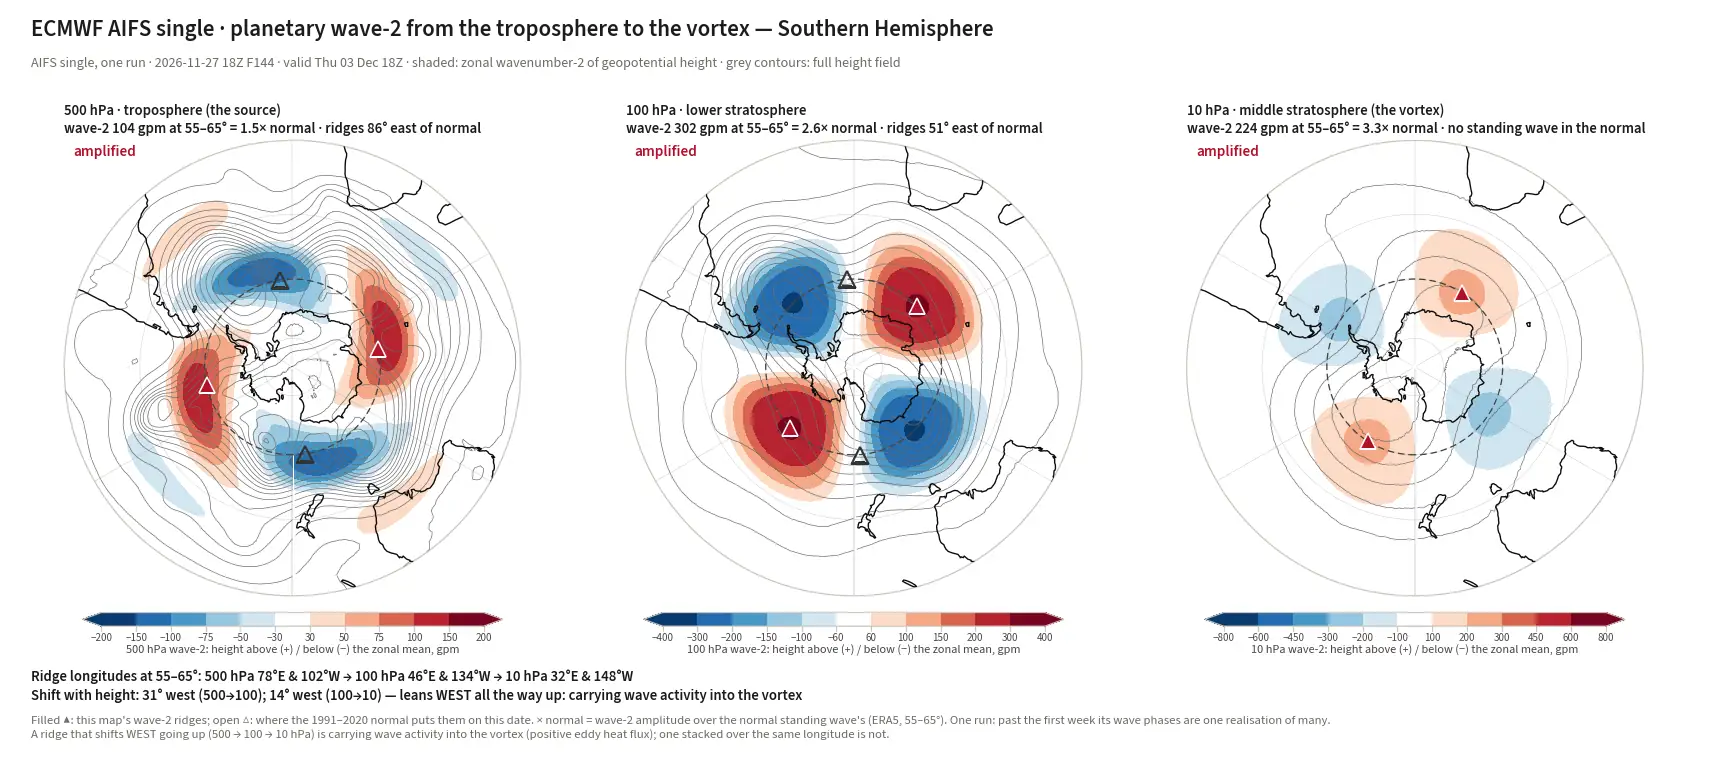 ECMWF AIFS single · planetary wave-2 from the troposphere to the vortex — Southern Hemisphere
AIFS single, one run · 2026-11-27 18Z F144 · valid Thu 03 Dec 18Z · shaded: zonal wavenumber-2 of geopotential height · grey contours: full height field
500 hPa · troposphere (the source)
wave-2 104 gpm at 55–65° = 1.5× normal · ridges 86° east of normal
amplified
100 hPa · lower stratosphere
wave-2 302 gpm at 55–65° = 2.6× normal · ridges 51° east of normal
amplified
10 hPa · middle stratosphere (the vortex)
wave-2 224 gpm at 55–65° = 3.3× normal · no standing wave in the normal
amplified
−200 −150 −100 −75 −50 −30 30 50 75 100 150 200
500 hPa wave-2: height above (+) / below (−) the zonal mean, gpm
−400 −300 −200 −150 −100 −60 60 100 150 200 300 400
100 hPa wave-2: height above (+) / below (−) the zonal mean, gpm
−800 −600 −450 −300 −200 −100 100 200 300 450 600 800
10 hPa wave-2: height above (+) / below (−) the zonal mean, gpm
Ridge longitudes at 55–65°: 500 hPa 78°E & 102°W → 100 hPa 46°E & 134°W → 10 hPa 32°E & 148°W
Shift with height: 31° west (500→100); 14° west (100→10) — leans WEST all the way up: carrying wave activity into the vortex
Filled ▲: this map's wave-2 ridges; open △: where the 1991–2020 normal puts them on this date. × normal = wave-2 amplitude over the normal standing wave's (ERA5, 55–65°). One run: past the first week its wave phases are one realisation of many.
A ridge that shifts WEST going up (500 → 100 → 10 hPa) is carrying wave activity into the vortex (positive eddy heat flux); one stacked over the same longitude is not.